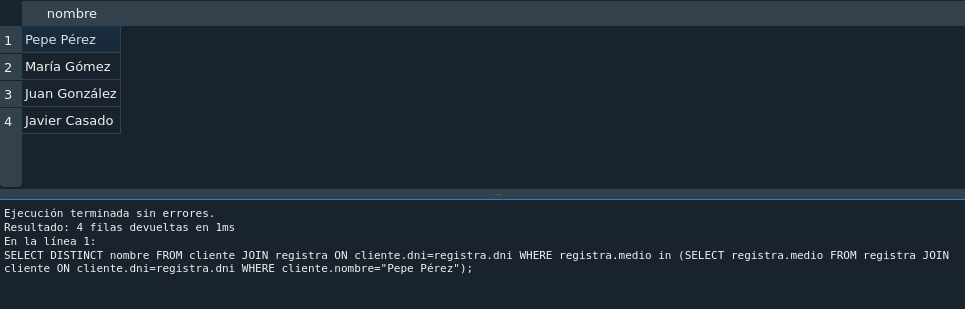 nombre
1 Pepe Pérez
2 María Gómez
3 Juan González
4 Javier Casado
Ejecución terminada sin errores.
Resultado: 4 filas devueltas en 1ms
En la línea 1:
SELECT DISTINCT nombre FROM cliente JOIN registra ON cliente.dni=registra.dni WHERE registra.medio in (SELECT registra.medio FROM registra JOIN
cliente ON cliente.dni=registra.dni WHERE cliente.nombre="Pepe Pérez");